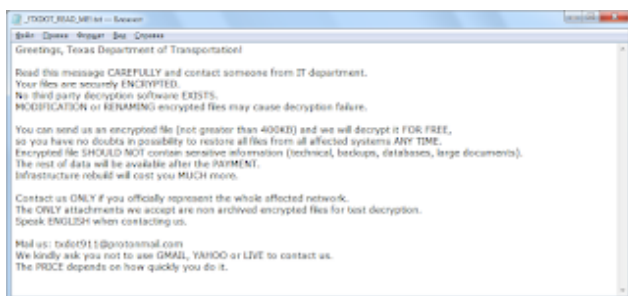 !TXDOT_READ_ME!.txt — Блокнот
Файл Правка Формат Вид Справка
Greetings, Texas Department of Transportation!
Read this message CAREFULLY and contact someone from IT department.
Your files are securely ENCRYPTED.
No third party decryption software EXISTS.
MODIFICATION or RENAMING encrypted files may cause decryption failure.
You can send us an encrypted file (not greater than 400KB) and we will decrypt it FOR FREE,
so you have no doubts in possibility to restore all files from all affected systems ANY TIME.
Encrypted file SHOULD NOT contain sensitive information (technical, backups, databases, large documents).
The rest of data will be available after the PAYMENT.
Infrastructure rebuild will cost you MUCH more.
Contact us ONLY if you officially represent the whole affected network.
The ONLY attachments we accept are non archived encrypted files for test decryption.
Speak ENGLISH when contacting us.
Mail us: txdot911@protonmail.com
We kindly ask you not to use GMAIL, YAHOO or LIVE to contact us.
The PRICE depends on how quickly you do it.